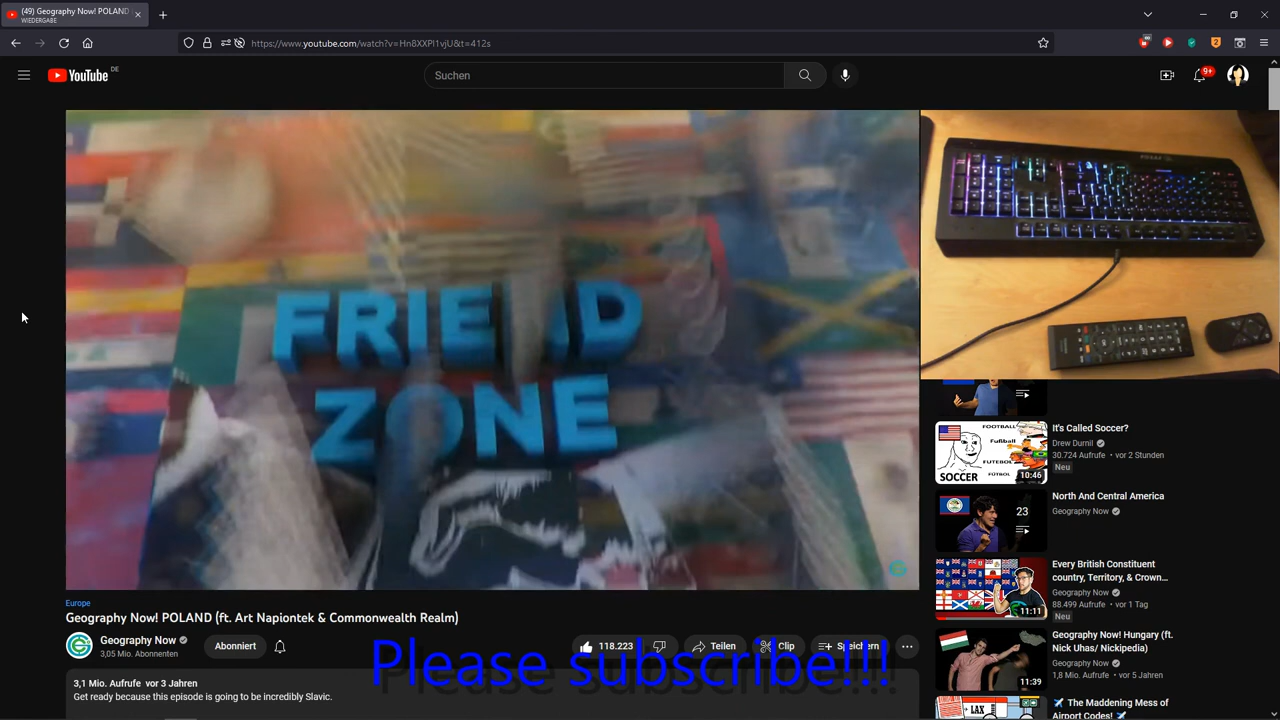 (49) Geography Now! POLAND
WIEDERGABE
https://www.youtube.com/watch?v=Hn8XXPl1vjU&t=412s
2
YouTube DE
Suchen
9+
FRIEND
ZONE
Europe
Geography Now! POLAND (ft. Art Napiontek & Commonwealth Realm)
Geography Now
3,05 Mio. Abonnenten
Abonniert
118.223
Teilen
Clip
Speichern
Please subscribe!!!
3,1 Mio. Aufrufe vor 3 Jahren
Get ready because this episode is going to be incredibly Slavic.
FOOTBALL
Fußball
FUTEBOL
FÚTBOL
SOCCER
10:46
It's Called Soccer?
Drew Durnil
30.724 Aufrufe • vor 2 Stunden
Neu
23
North And Central America
Geography Now
11:11
Every British Constituent
country, Territory, & Crown...
Geography Now
88.499 Aufrufe • vor 1 Tag
Neu
11:39
Geography Now! Hungary (ft.
Nick Uhas/ Nickipedia)
Geography Now
1,8 Mio. Aufrufe • vor 5 Jahren
LAX
✈️ The Maddening Mess of
Airport Codes! ✈️